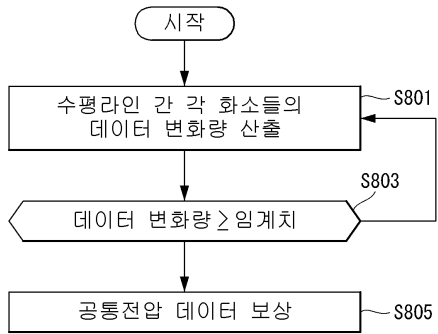 시작
수평라인 간 각 화소들의
데이터 변화량 산출
S801
데이터 변화량≥임계치
S803
공통전압 데이터 보상
S805